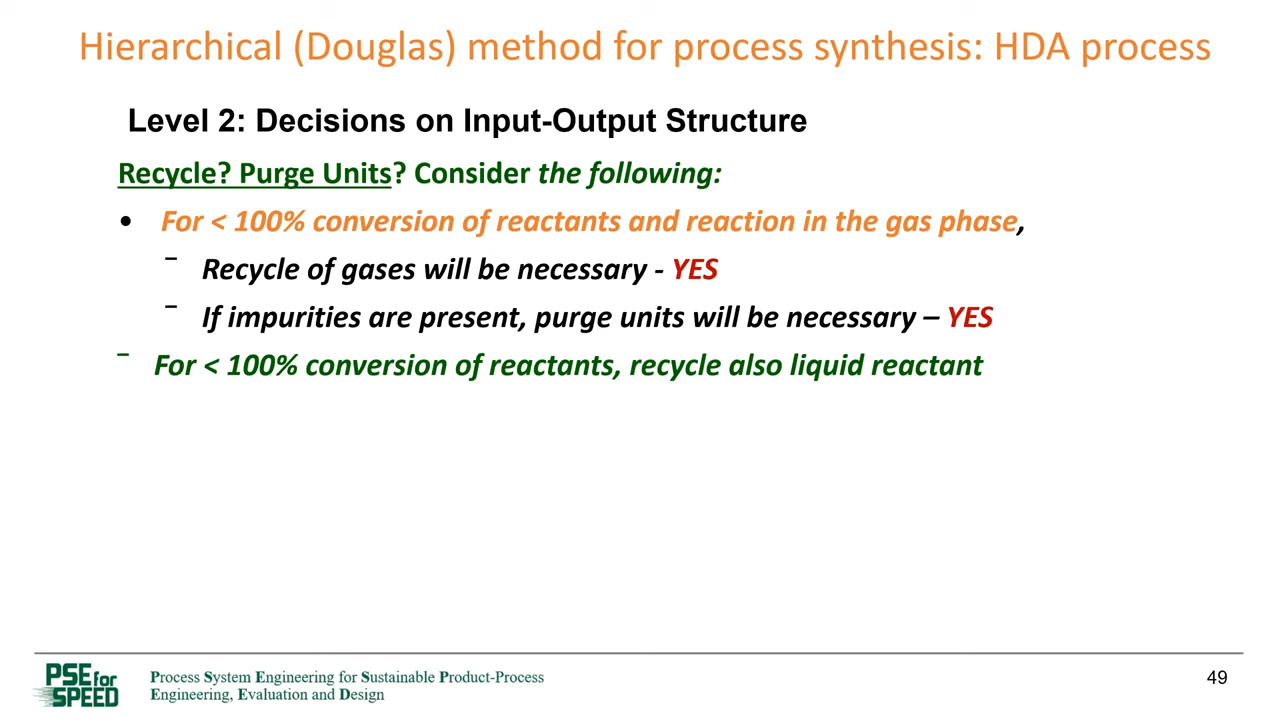 Hierarchical (Douglas) method for process synthesis: HDA process
Level 2: Decisions on Input-Output Structure
Recycle? Purge Units? Consider the following:
• For < 100% conversion of reactants and reaction in the gas phase,
– Recycle of gases will be necessary - YES
– If impurities are present, purge units will be necessary – YES
– For < 100% conversion of reactants, recycle also liquid reactant
PSE for SPEED
Process System Engineering for Sustainable Product-Process
Engineering, Evaluation and Design
49